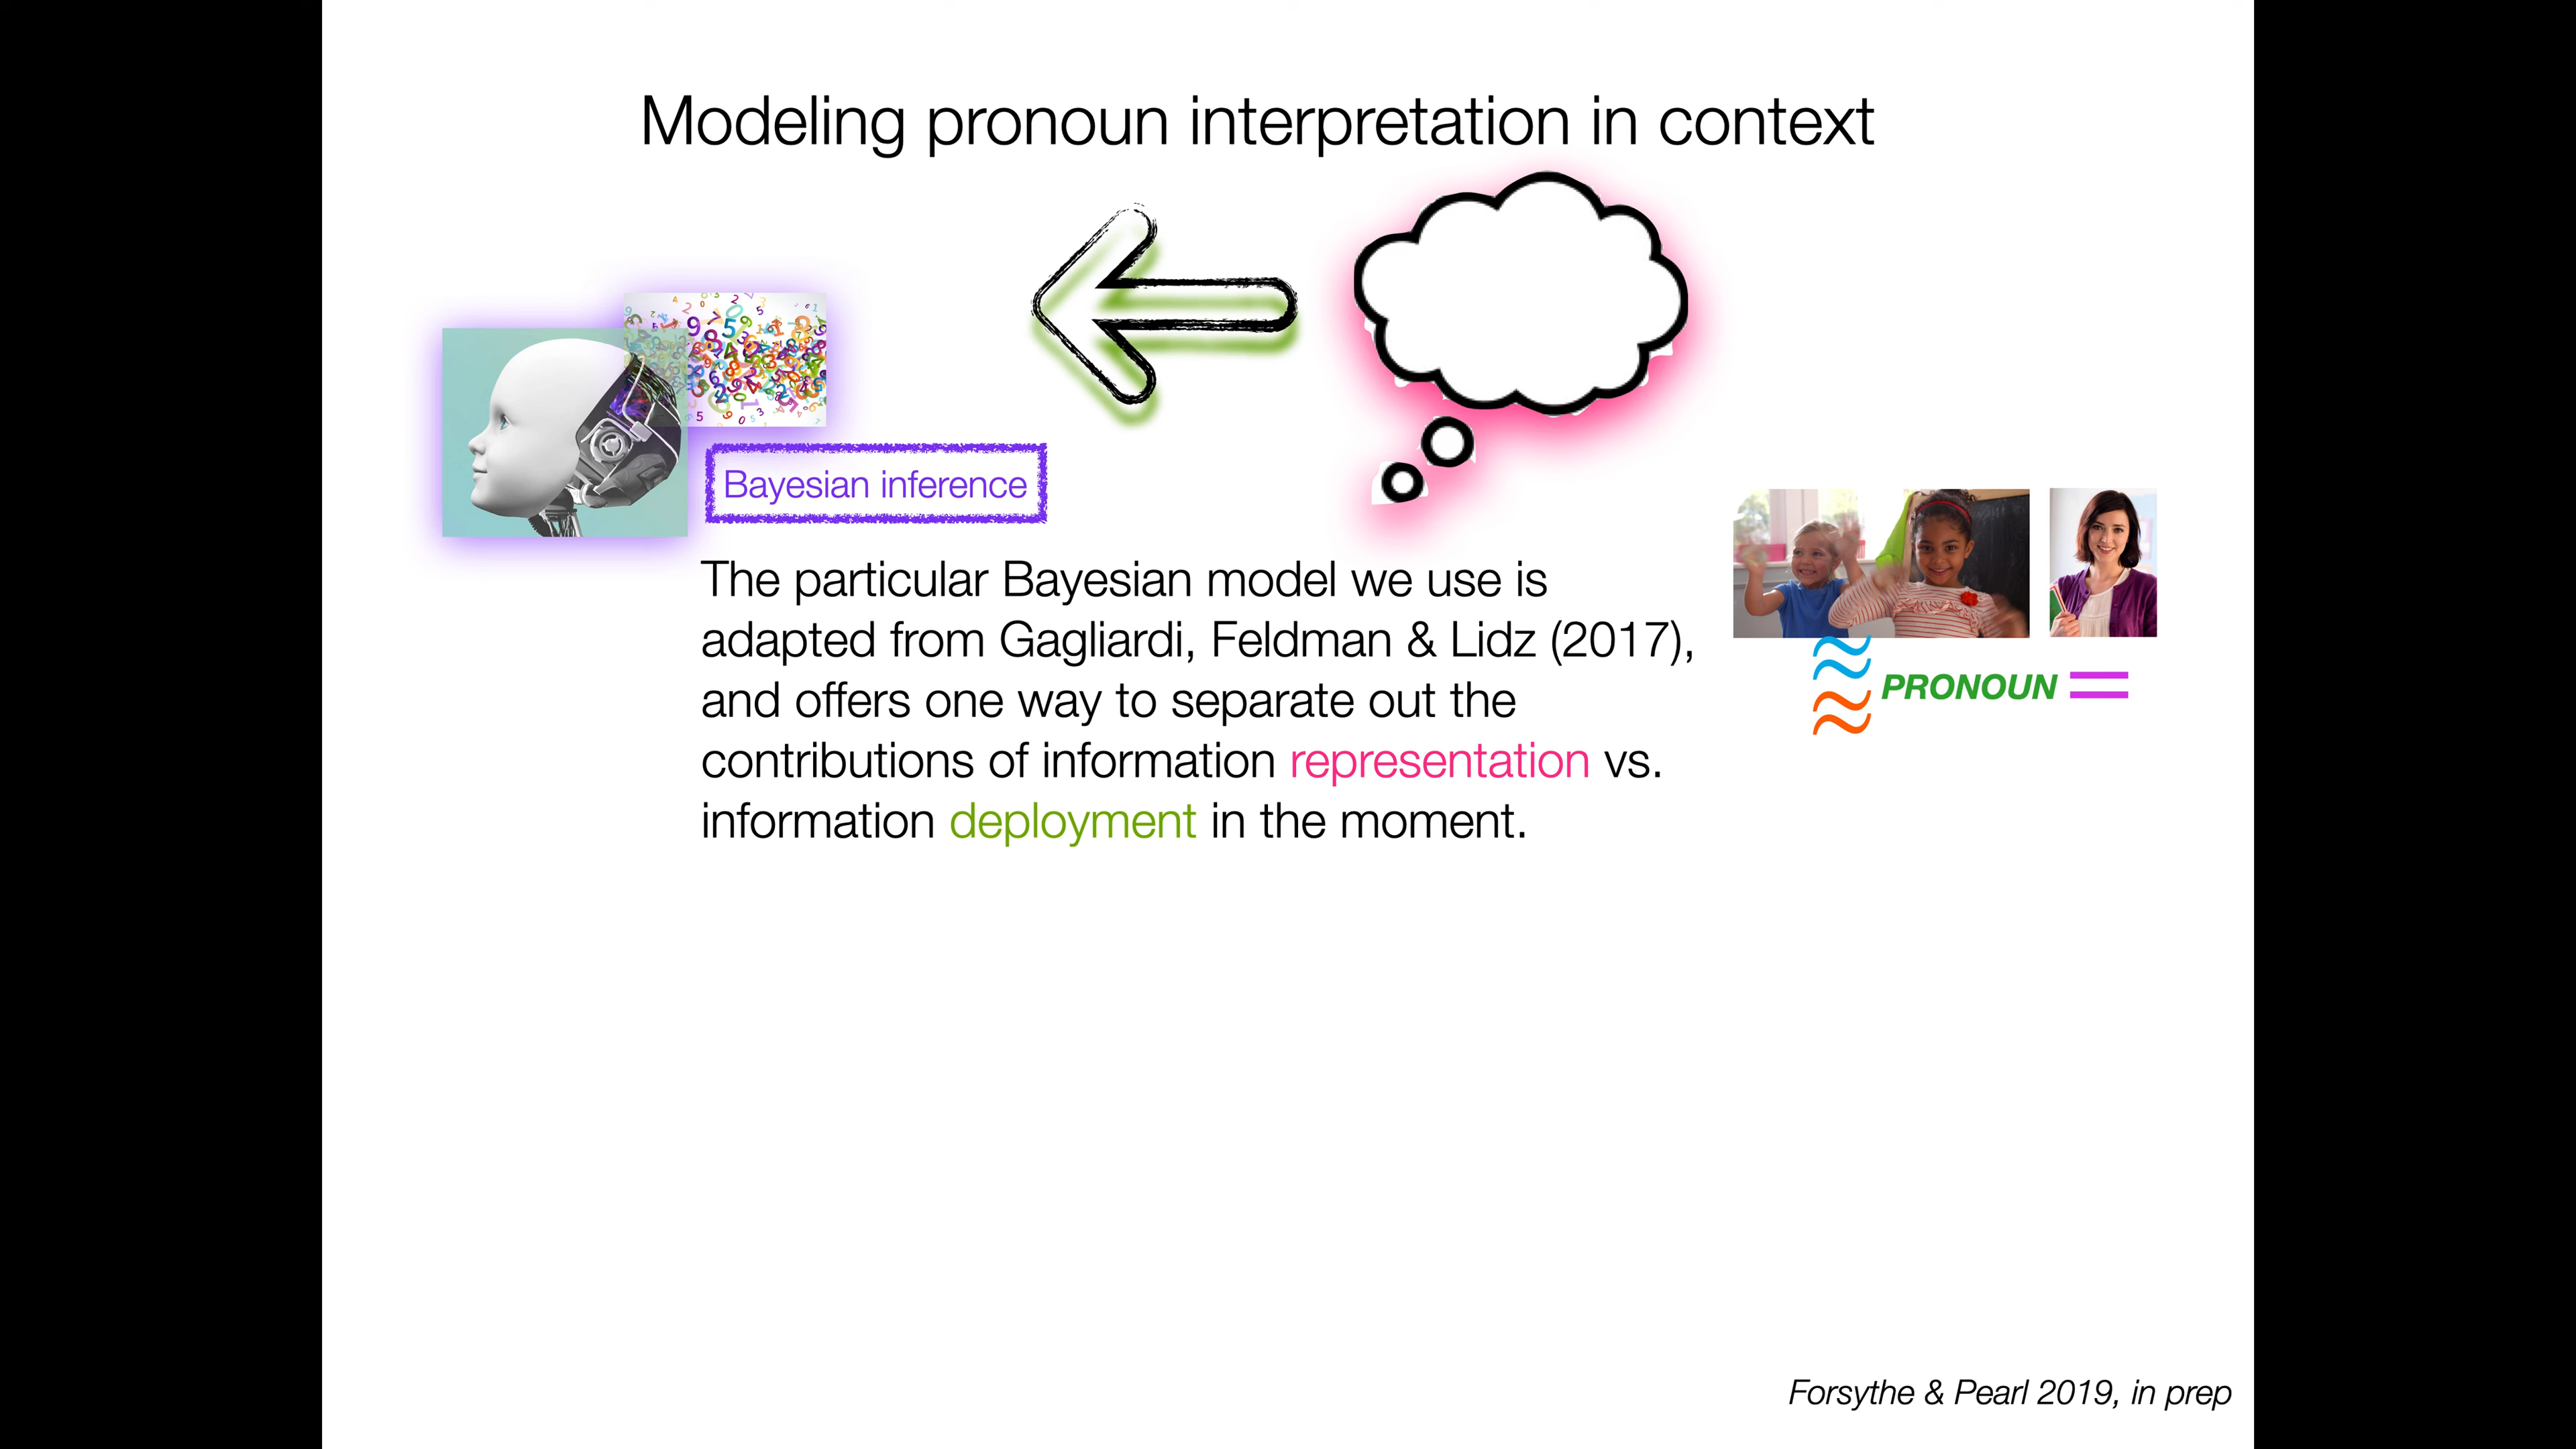 Modeling pronoun interpretation in context
Bayesian inference
The particular Bayesian model we use is
adapted from Gagliardi, Feldman & Lidz (2017),
and offers one way to separate out the
contributions of information representation vs.
information deployment in the moment.
PRONOUN
Forsythe & Pearl 2019, in prep